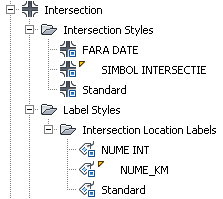 Intersection
Intersection Styles
FARA DATE
SIMBOL INTERSECTIE
Standard
Label Styles
Intersection Location Labels
NUME INT
NUME_KM
Standard